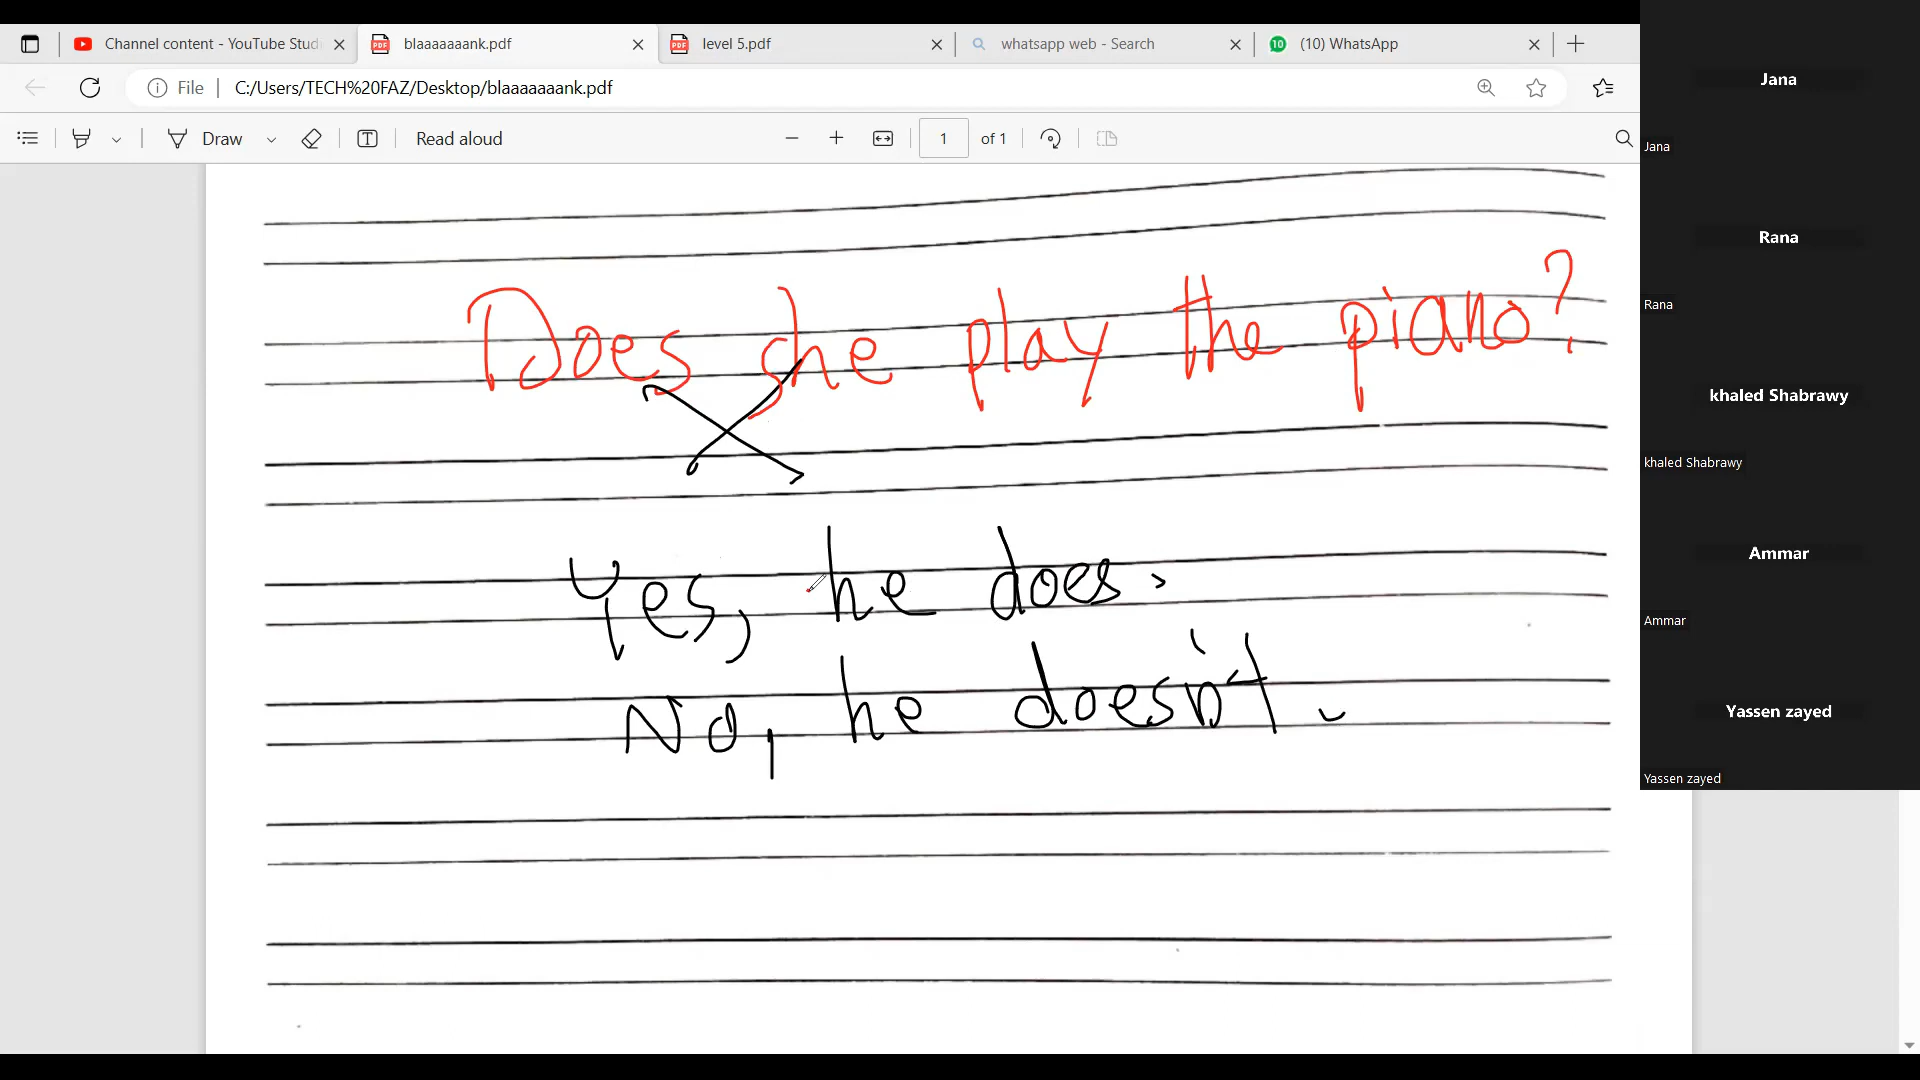 Channel content - YouTube Stud
blaaaaaaank.pdf
level 5.pdf
whatsapp web - Search
(10) WhatsApp
File
C:/Users/TECH%20FAZ/Desktop/blaaaaaaank.pdf
Draw
Read aloud
1 of 1
Does she play the piano?
Yes, he does.
No, he doesn't.
Jana
Jana
Rana
Rana
khaled Shabrawy
khaled Shabrawy
Ammar
Ammar
Yassen zayed
Yassen zayed